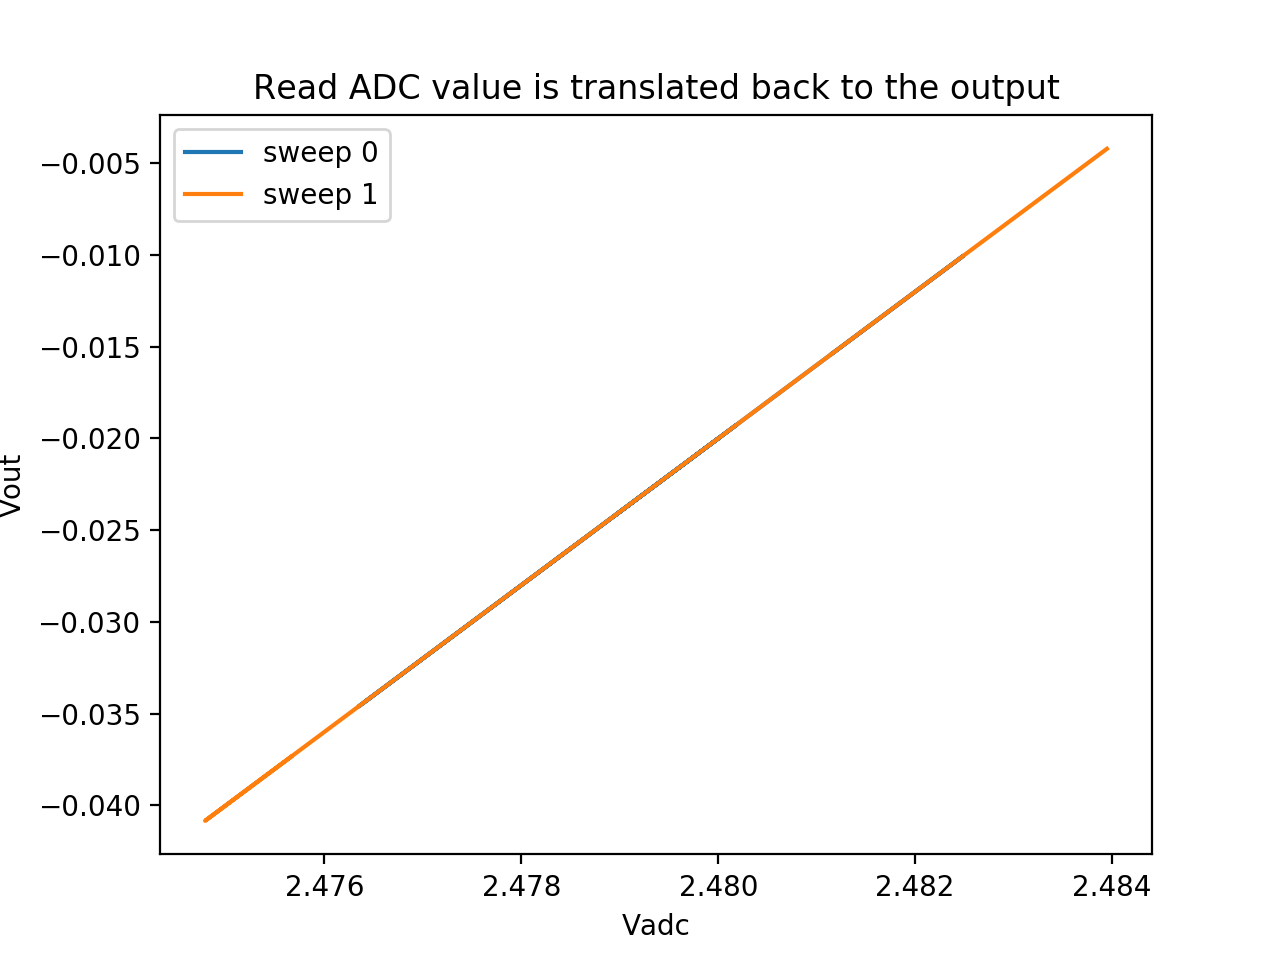 Read ADC value is translated back to the output
sweep 0
sweep 1
−0.005
−0.010
−0.015
−0.020
−0.025
−0.030
−0.035
−0.040
Vout
2.476
2.478
2.480
2.482
2.484
Vadc